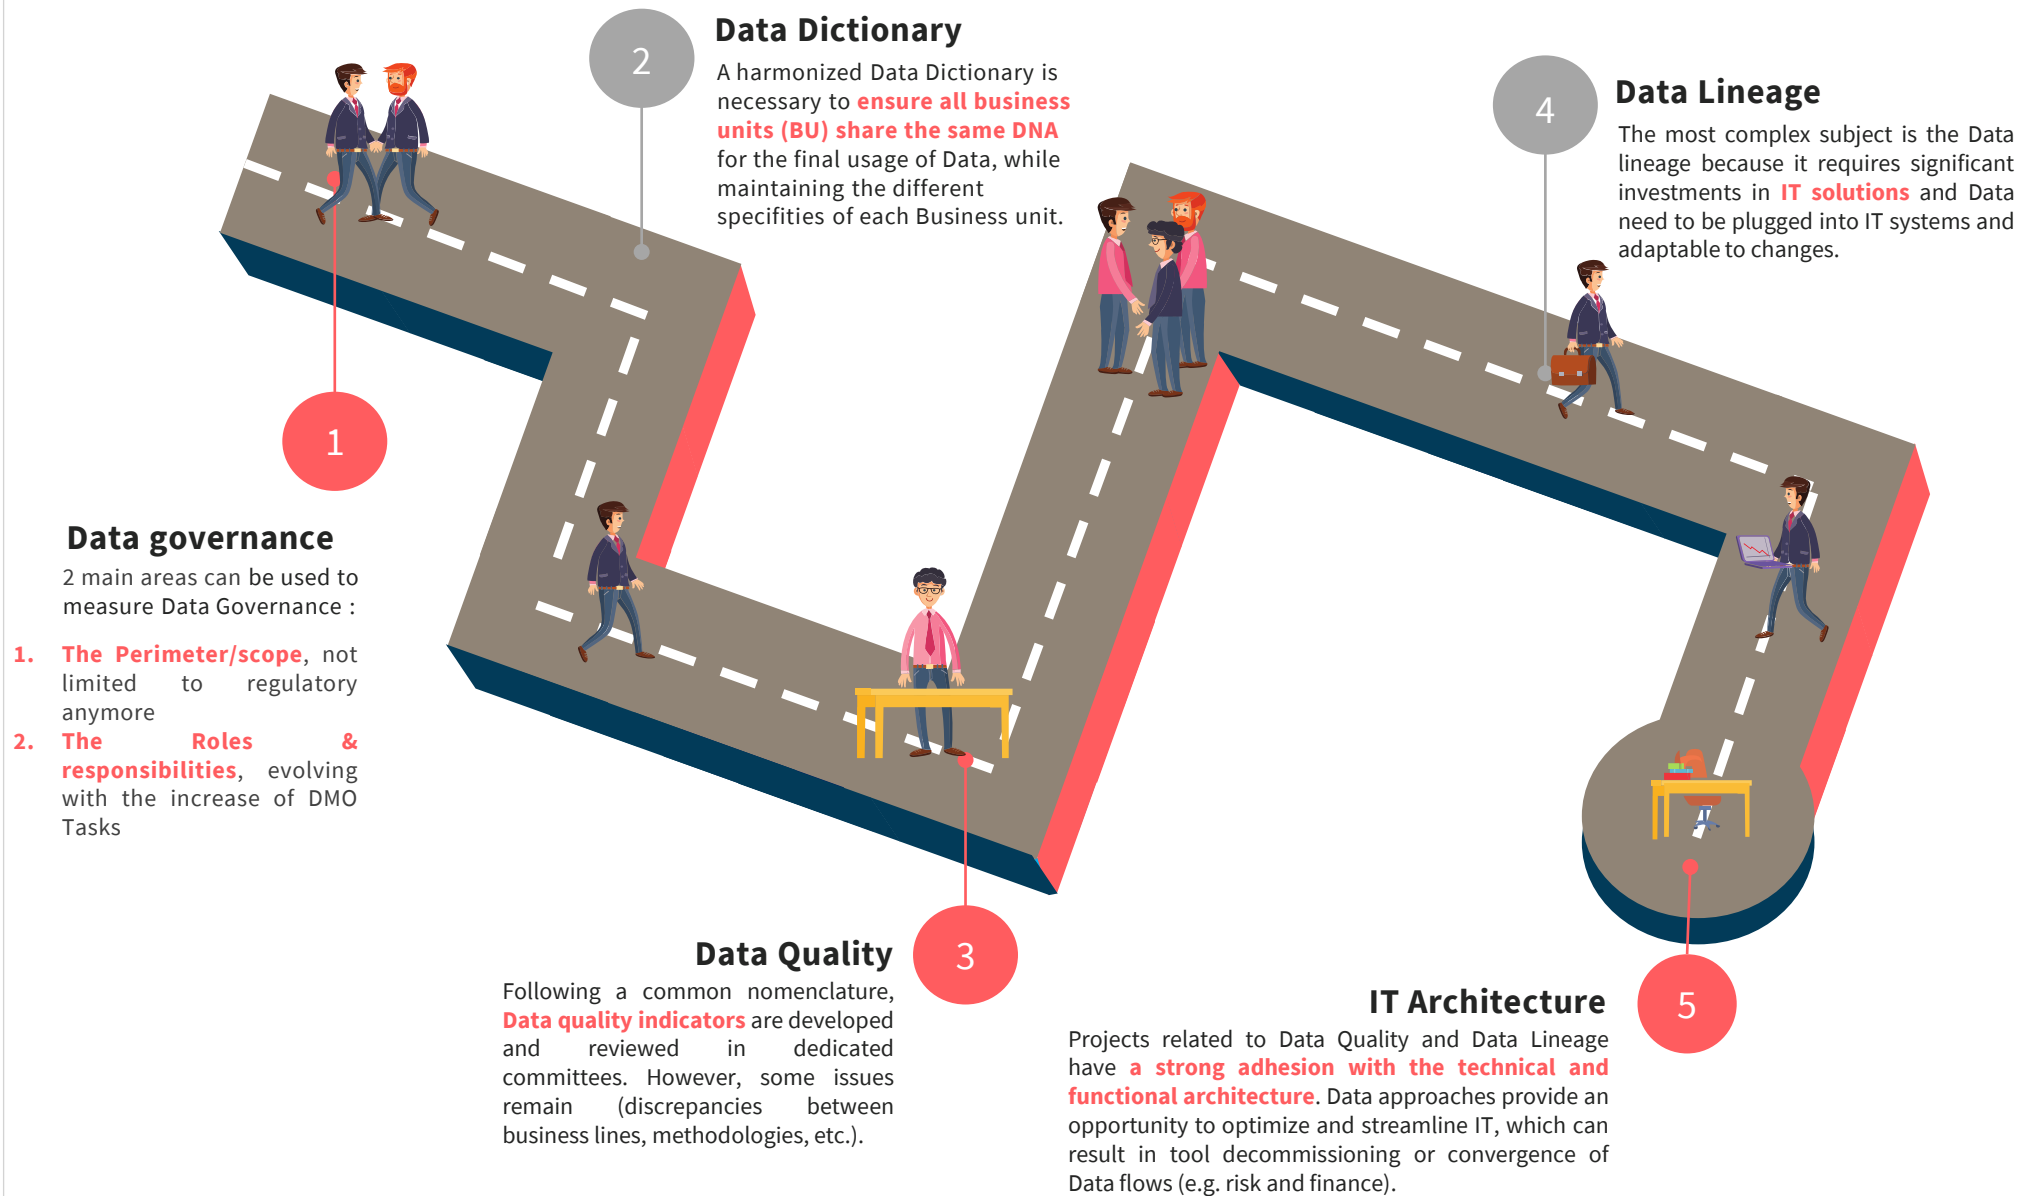 1
Data governance
2 main areas can be used to
measure Data Governance :
1. The Perimeter/scope, not
limited to regulatory
anymore
2. The Roles &
responsibilities, evolving
with the increase of DMO
Tasks
2
Data Dictionary
A harmonized Data Dictionary is
necessary to ensure all business
units (BU) share the same DNA
for the final usage of Data, while
maintaining the different
specifities of each Business unit.
3
Data Quality
Following a common nomenclature,
Data quality indicators are developed
and reviewed in dedicated
committees. However, some issues
remain (discrepancies between
business lines, methodologies, etc.).
4
Data Lineage
The most complex subject is the Data
lineage because it requires significant
investments in IT solutions and Data
need to be plugged into IT systems and
adaptable to changes.
5
IT Architecture
Projects related to Data Quality and Data Lineage
have a strong adhesion with the technical and
functional architecture. Data approaches provide an
opportunity to optimize and streamline IT, which can
result in tool decommissioning or convergence of
Data flows (e.g. risk and finance).